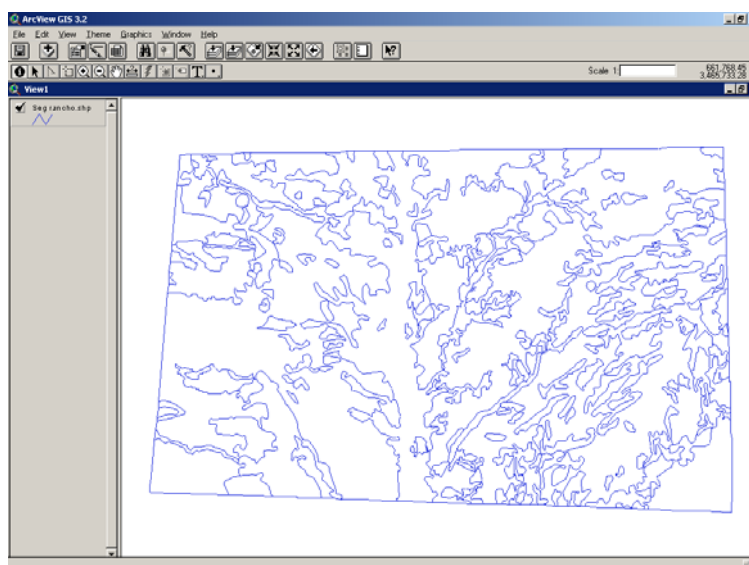 ArcView GIS 3.2
File Edit View Theme Graphics Window Help
Scale 1:
661,768.45
3,465,733.28
View1
Seg rancho.shp